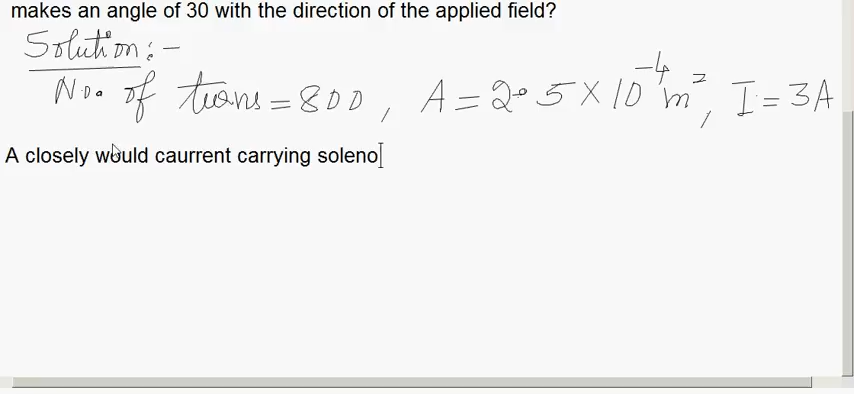 makes an angle of 30 with the direction of the applied field?
Solution:-
No. of turns = 800, A = 2.5 × 10⁻⁴ m², I = 3A
A closely would caurrent carrying soleno